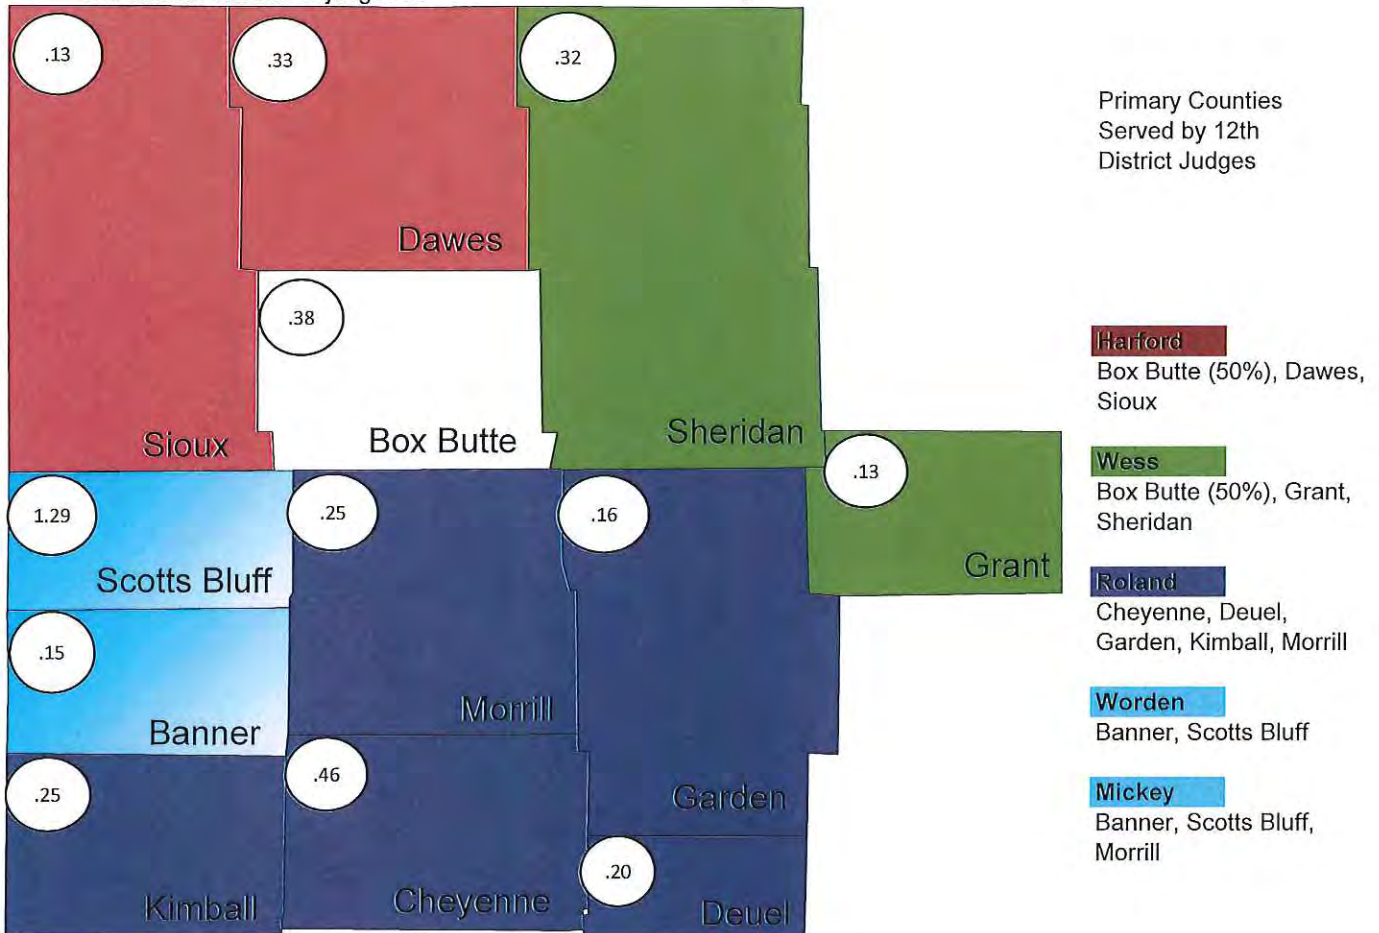 .13
.33
.32
Primary Counties
Served by 12th
District Judges
Dawes
.38
Harford
Box Butte (50%), Dawes,
Sioux
Sioux
Box Butte
Sheridan
.13
Wess
Box Butte (50%), Grant,
Sheridan
1.29
.25
.16
Scotts Bluff
Grant
Roland
Cheyenne, Deuel,
Garden, Kimball, Morrill
.15
Banner
Morrill
Worden
Banner, Scotts Bluff
.25
.46
Garden
Mickey
Banner, Scotts Bluff,
Morrill
.20
Kimball
Cheyenne
Deuel